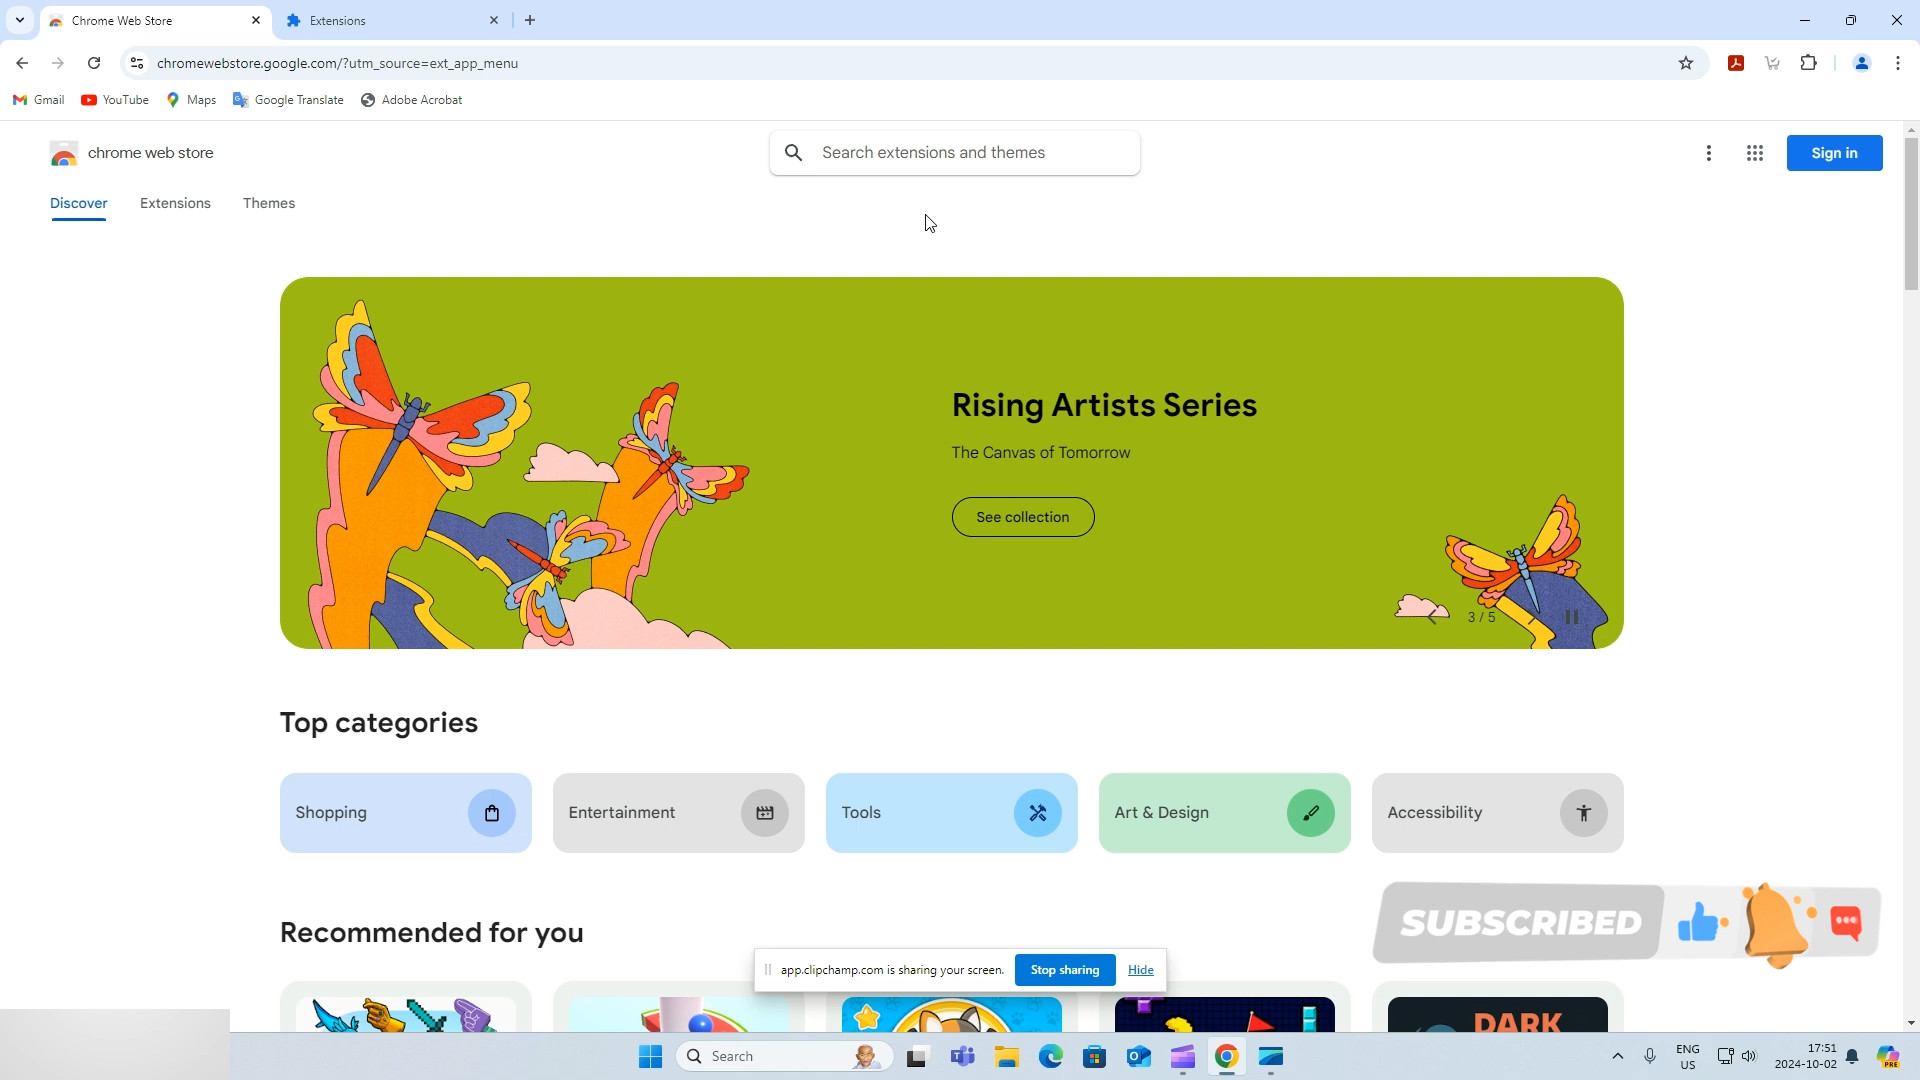 Chrome Web Store
Extensions
chromewebstore.google.com/?utm_source=ext_app_menu
Gmail
YouTube
Maps
Google Translate
Adobe Acrobat
chrome web store
Search extensions and themes
Sign in
Discover
Extensions
Themes
Rising Artists Series
The Canvas of Tomorrow
See collection
3 / 5
Top categories
Shopping
Entertainment
Tools
Art & Design
Accessibility
SUBSCRIBED
Recommended for you
app.clipchamp.com is sharing your screen.
Stop sharing
Hide
DARK
Search
ENG
US
17:51
2024-10-02
PRE